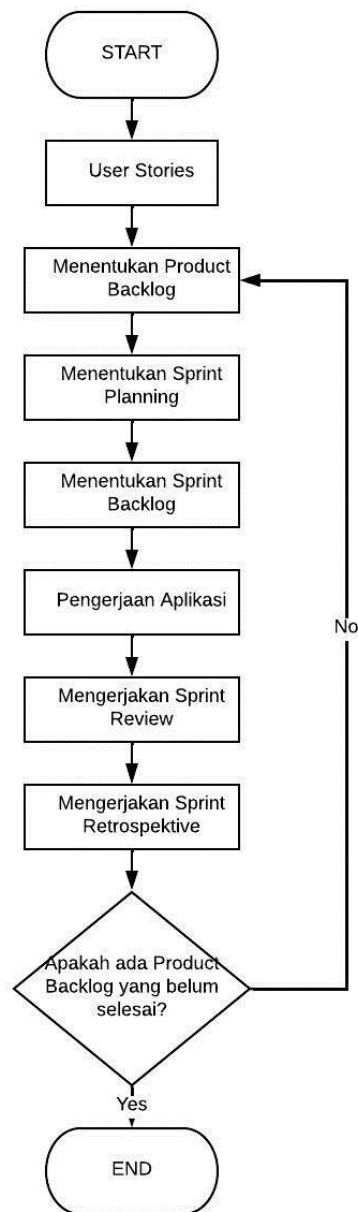 START
User Stories
Menentukan Product
Backlog
Menentukan Sprint
Planning
Menentukan Sprint
Backlog
Pengerjaan Aplikasi
No
Mengerjakan Sprint
Review
Mengerjakan Sprint
Retrospektive
Apakah ada Product
Backlog yang belum
selesai?
Yes
END